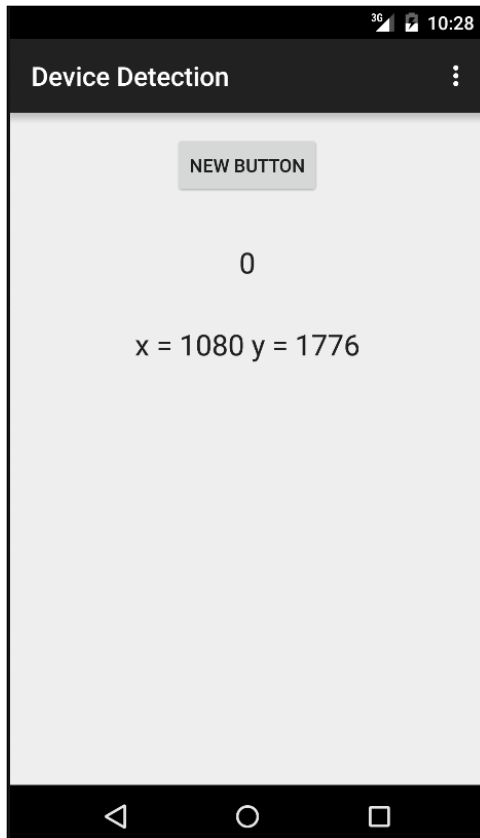 3G 10:28
Device Detection
NEW BUTTON
0
x = 1080 y = 1776